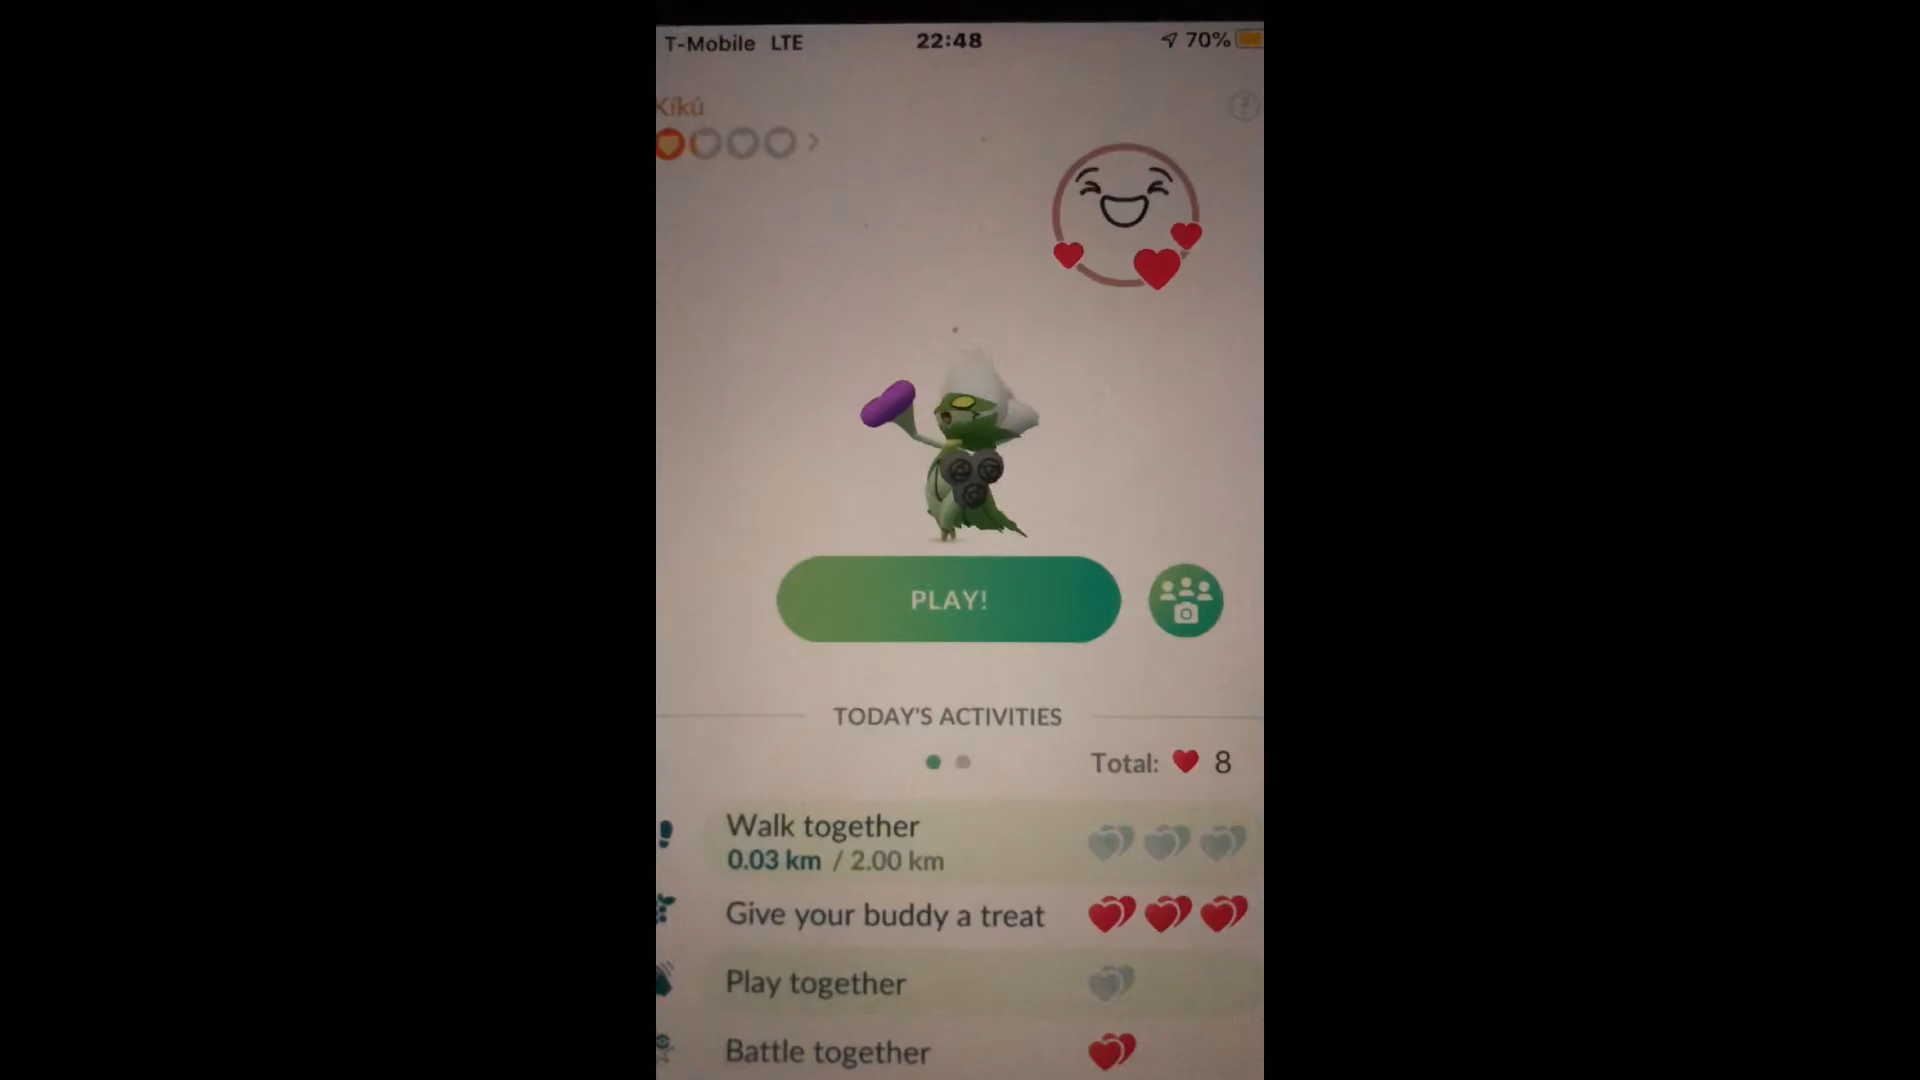 T-Mobile LTE 22:48 70%
Kíkú
?
PLAY!
TODAY'S ACTIVITIES
Total: 8
Walk together
0.03 km / 2.00 km
Give your buddy a treat
Play together
Battle together